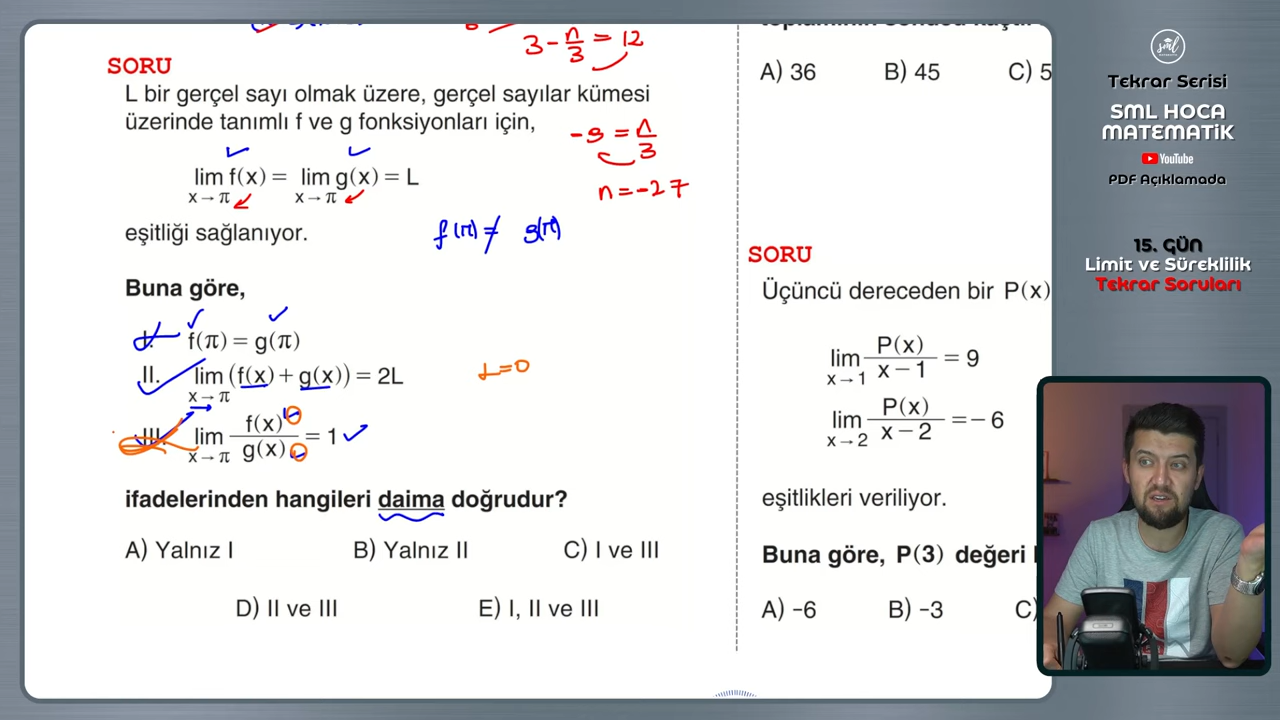 3 - n/3 = 12
SORU
L bir gerçel sayı olmak üzere, gerçel sayılar kümesi
üzerinde tanımlı f ve g fonksiyonları için,
-9 = n/3
n = -27
lim f(x) = lim g(x) = L
x→π x→π
eşitliği sağlanıyor.
f(π) ≠ g(π)
Buna göre,
I. f(π) = g(π)
II. lim (f(x) + g(x)) = 2L
x→π
L=0
III. lim f(x)/g(x) = 1
x→π
0
0
ifadelerinden hangileri daima doğrudur?
A) Yalnız I B) Yalnız II C) I ve III
D) II ve III E) I, II ve III
A) 36 B) 45 C) 5
SORU
Üçüncü dereceden bir P(x)
lim P(x)/(x − 1) = 9
x→1
lim P(x)/(x − 2) = − 6
x→2
eşitlikleri veriliyor.
Buna göre, P(3) değeri
A) −6 B) −3 C)
sml
Tekrar Serisi
SML HOCA
MATEMATİK
YouTube
PDF Açıklamada
15. GÜN
Limit ve Süreklilik
Tekrar Soruları